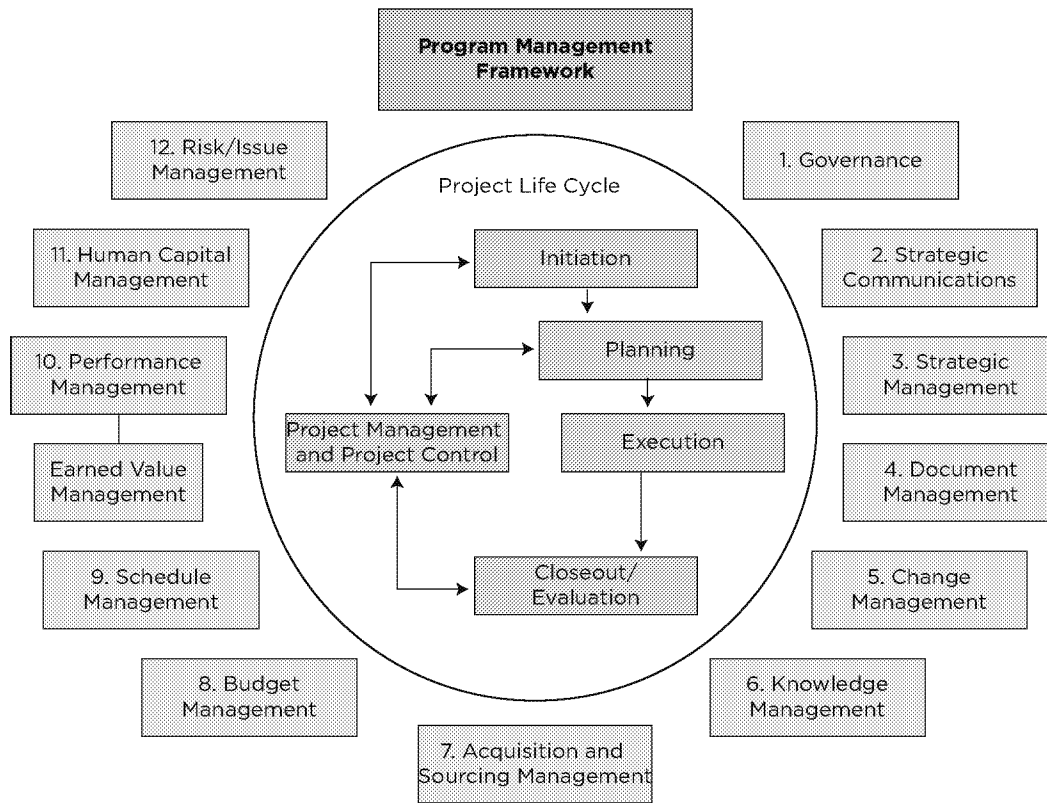 Program Management
Framework
12. Risk/Issue
Management
1. Governance
Project Life Cycle
11. Human Capital
Management
Initiation
2. Strategic
Communications
10. Performance
Management
Planning
3. Strategic
Management
Project Management
and Project Control
Execution
Earned Value
Management
4. Document
Management
9. Schedule
Management
Closeout/
Evaluation
5. Change
Management
8. Budget
Management
6. Knowledge
Management
7. Acquisition and
Sourcing Management